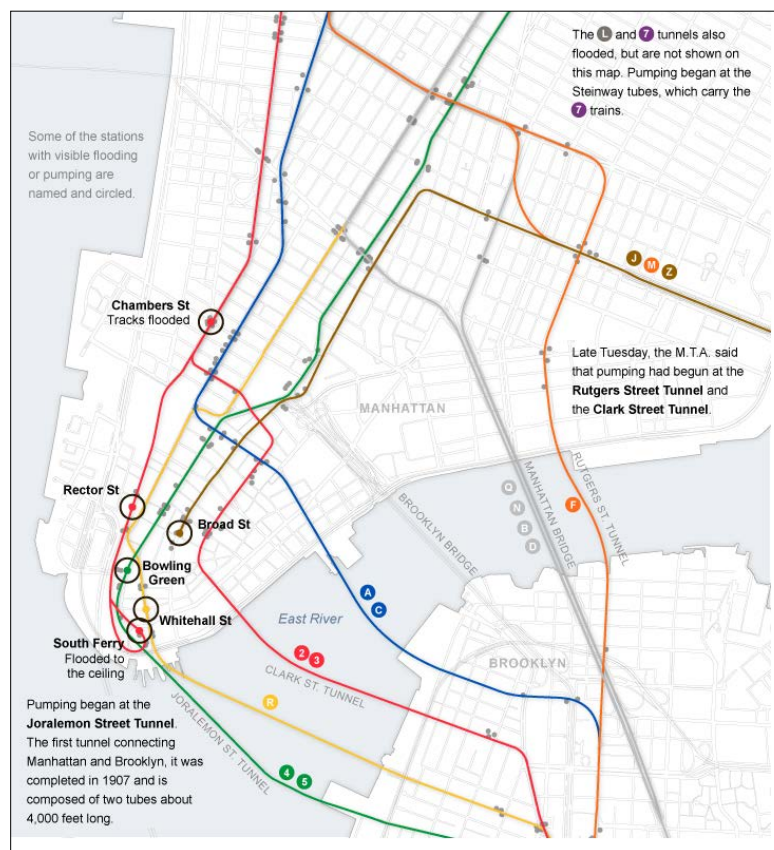 The L and 7 tunnels also
flooded, but are not shown on
this map. Pumping began at the
Steinway tubes, which carry the
7 trains.
Some of the stations
with visible flooding
or pumping are
named and circled.
J M Z
Chambers St
Tracks flooded
Late Tuesday, the M.T.A. said
that pumping had begun at the
Rutgers Street Tunnel and
the Clark Street Tunnel.
MANHATTAN
Rector St
Broad St
BROOKLYN BRIDGE
Q
N
B
D
MANHATTAN BRIDGE
F
RUTGERS ST. TUNNEL
Bowling
Green
Whitehall St
South Ferry
Flooded to
the ceiling
East River
A
C
2 3
CLARK ST. TUNNEL
BROOKLYN
R
JORALEMON ST. TUNNEL
4
5
Pumping began at the
Joralemon Street Tunnel.
The first tunnel connecting
Manhattan and Brooklyn, it was
completed in 1907 and is
composed of two tubes about
4,000 feet long.